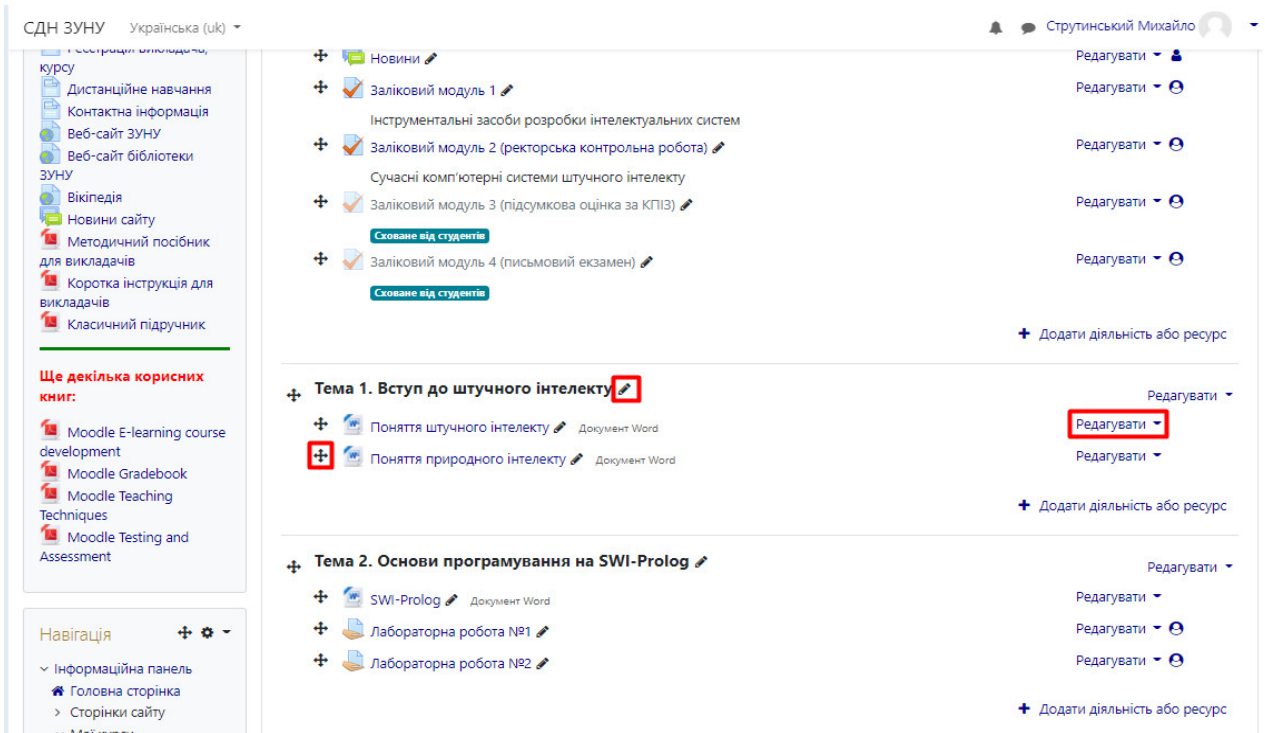 СДН ЗУНУ Українська (uk)
Струтинський Михайло
курсу
Дистанційне навчання
Контактна інформація
Веб-сайт ЗУНУ
Веб-сайт бібліотеки
ЗУНУ
Вікіпедія
Новини сайту
Методичний посібник
для викладачів
Коротка інструкція для
викладачів
Класичний підручник
Ще декілька корисних
книг:
Moodle E-learning course
development
Moodle Gradebook
Moodle Teaching
Techniques
Moodle Testing and
Assessment
Навігація
Інформаційна панель
Головна сторінка
Сторінки сайту
Мої курси
Новини Редагувати
Заліковий модуль 1 Редагувати
Інструментальні засоби розробки інтелектуальних систем
Заліковий модуль 2 (ректорська контрольна робота) Редагувати
Сучасні комп'ютерні системи штучного інтелекту
Заліковий модуль 3 (підсумкова оцінка за КПІЗ) Редагувати
Сховане від студентів
Заліковий модуль 4 (письмовий екзамен) Редагувати
Сховане від студентів
Додати діяльність або ресурс
Тема 1. Вступ до штучного інтелекту Редагувати
Поняття штучного інтелекту Документ Word Редагувати
Поняття природного інтелекту Документ Word Редагувати
Додати діяльність або ресурс
Тема 2. Основи програмування на SWI-Prolog Редагувати
SWI-Prolog Документ Word Редагувати
Лабораторна робота №1 Редагувати
Лабораторна робота №2 Редагувати
Додати діяльність або ресурс